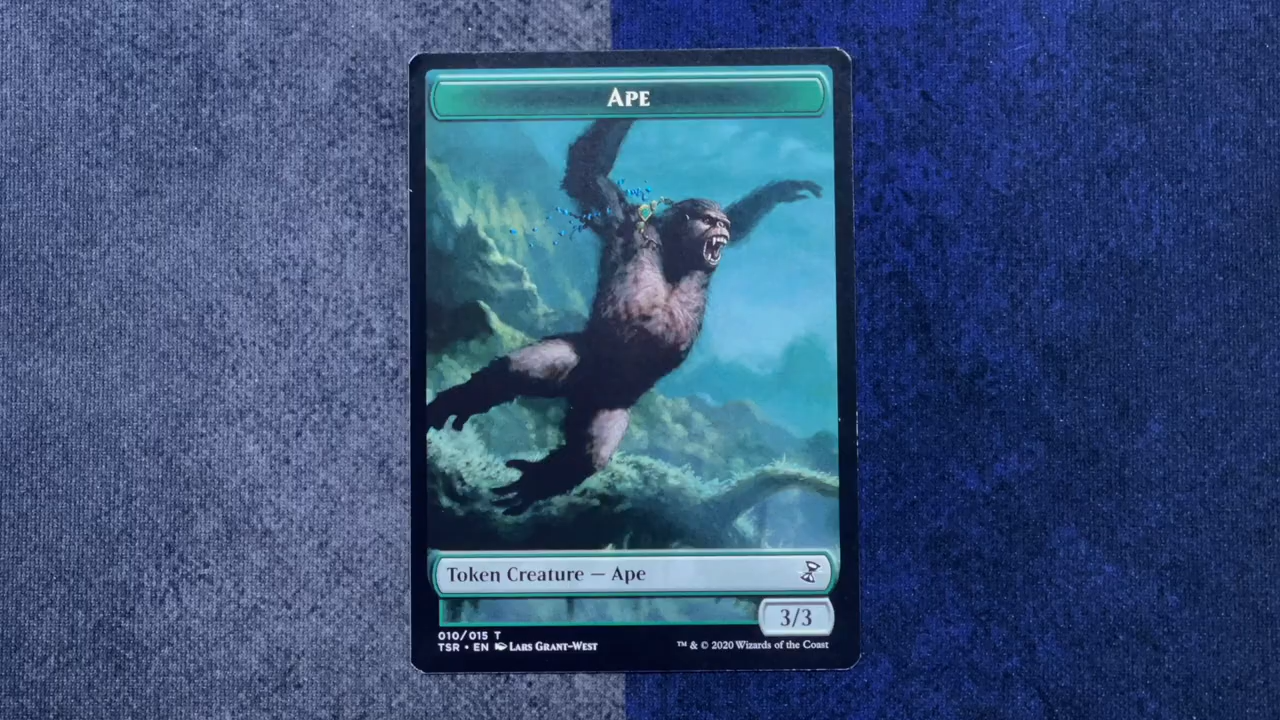 Ape
Token Creature — Ape
3/3
010/015 T
TSR • EN Lars Grant-West
™ & © 2020 Wizards of the Coast